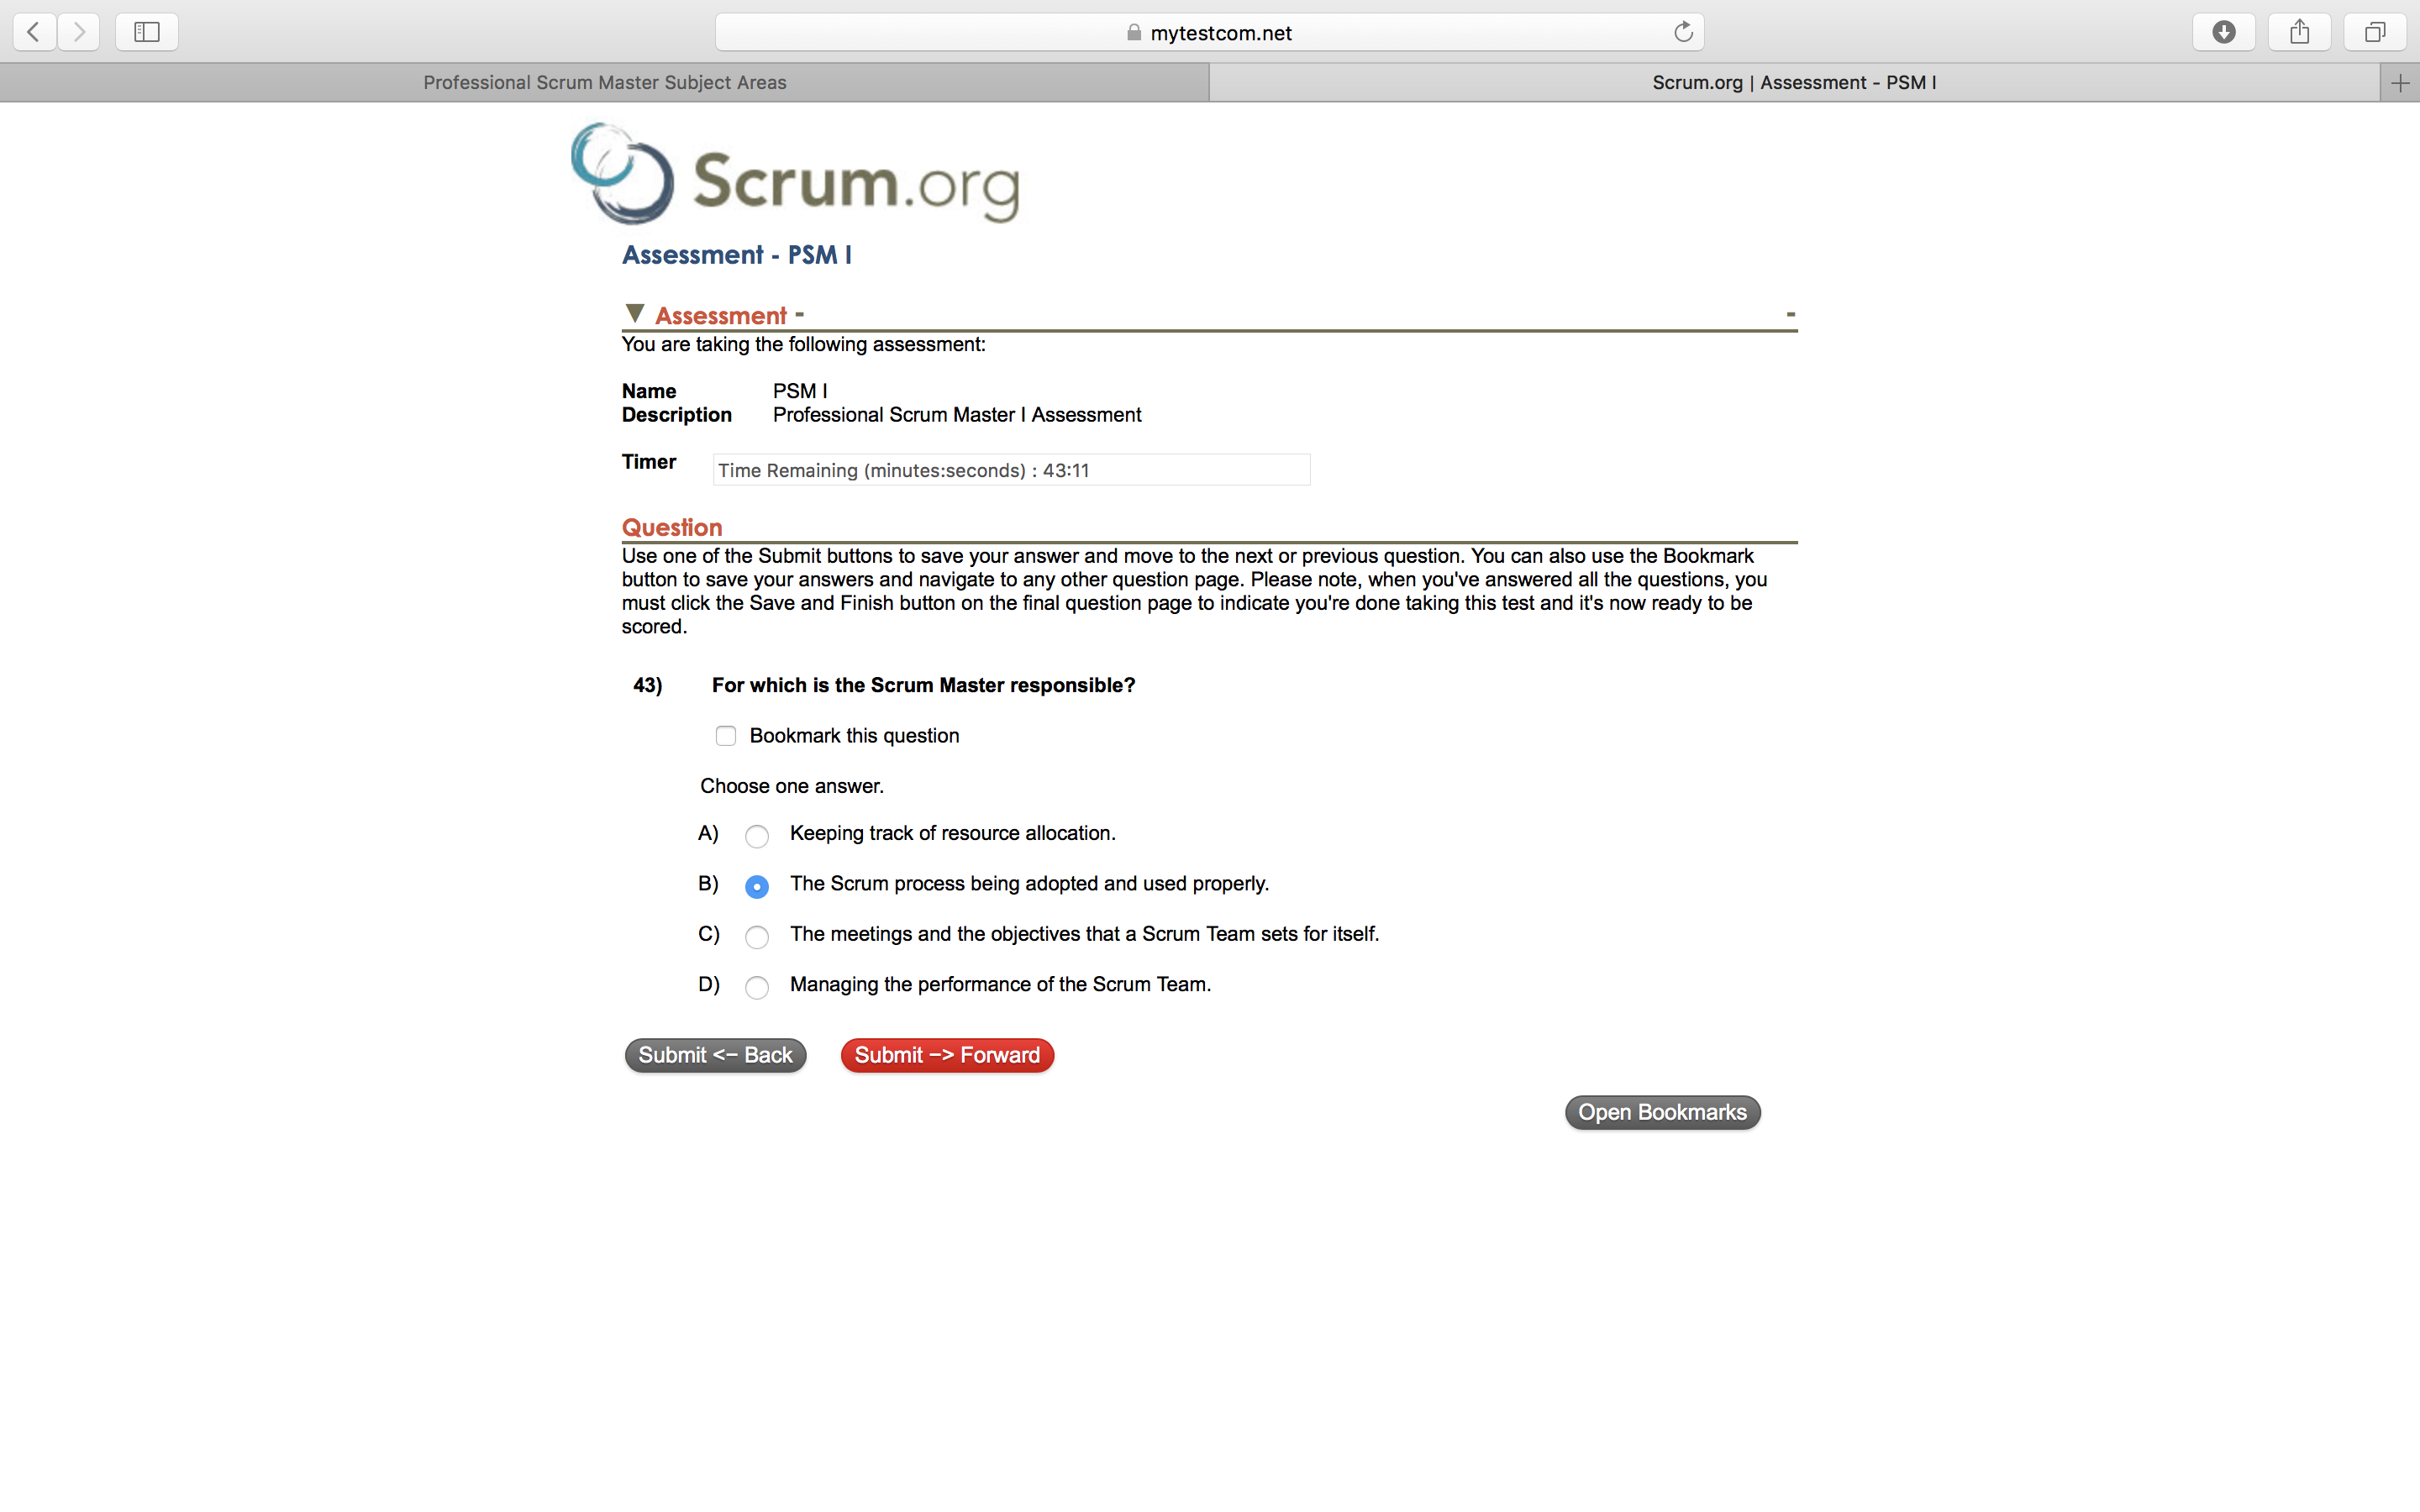 mytestcom.net
Professional Scrum Master Subject Areas
Scrum.org | Assessment - PSM I
Scrum.org
Assessment - PSM I
▼ Assessment - -
You are taking the following assessment:
Name PSM I
Description Professional Scrum Master I Assessment
Timer Time Remaining (minutes:seconds) : 43:11
Question
Use one of the Submit buttons to save your answer and move to the next or previous question. You can also use the Bookmark
button to save your answers and navigate to any other question page. Please note, when you've answered all the questions, you
must click the Save and Finish button on the final question page to indicate you're done taking this test and it's now ready to be
scored.
43) For which is the Scrum Master responsible?
Bookmark this question
Choose one answer.
A) Keeping track of resource allocation.
B) The Scrum process being adopted and used properly.
C) The meetings and the objectives that a Scrum Team sets for itself.
D) Managing the performance of the Scrum Team.
Submit <- Back Submit -> Forward
Open Bookmarks